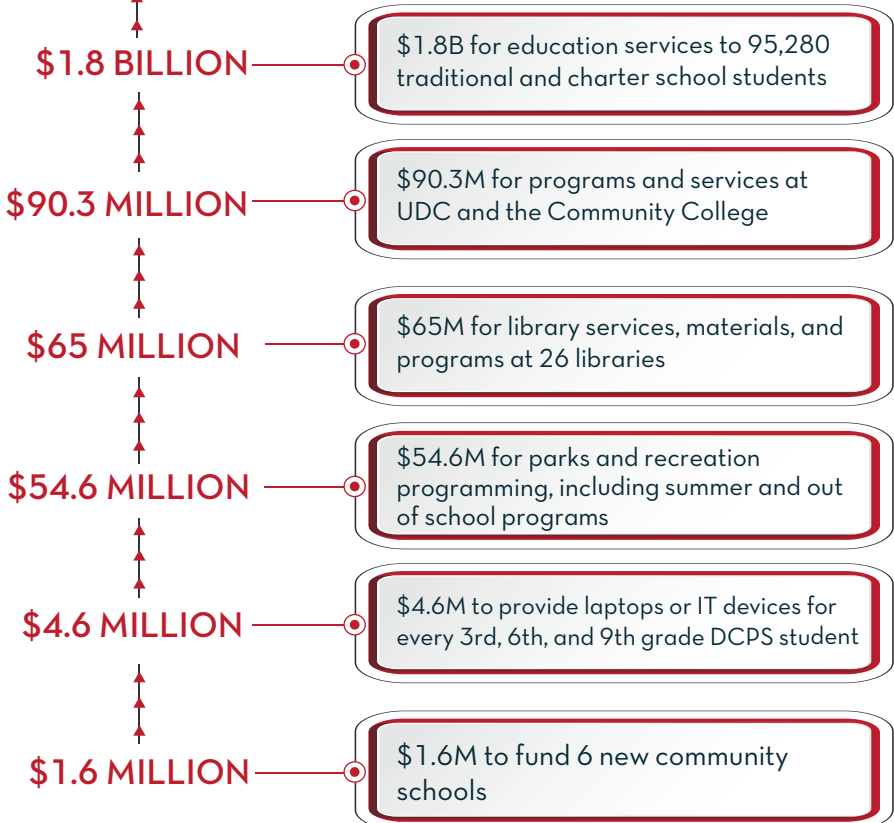 $1.8 BILLION
$1.8B for education services to 95,280
traditional and charter school students
$90.3 MILLION
$90.3M for programs and services at
UDC and the Community College
$65 MILLION
$65M for library services, materials, and
programs at 26 libraries
$54.6 MILLION
$54.6M for parks and recreation
programming, including summer and out
of school programs
$4.6 MILLION
$4.6M to provide laptops or IT devices for
every 3rd, 6th, and 9th grade DCPS student
$1.6 MILLION
$1.6M to fund 6 new community
schools